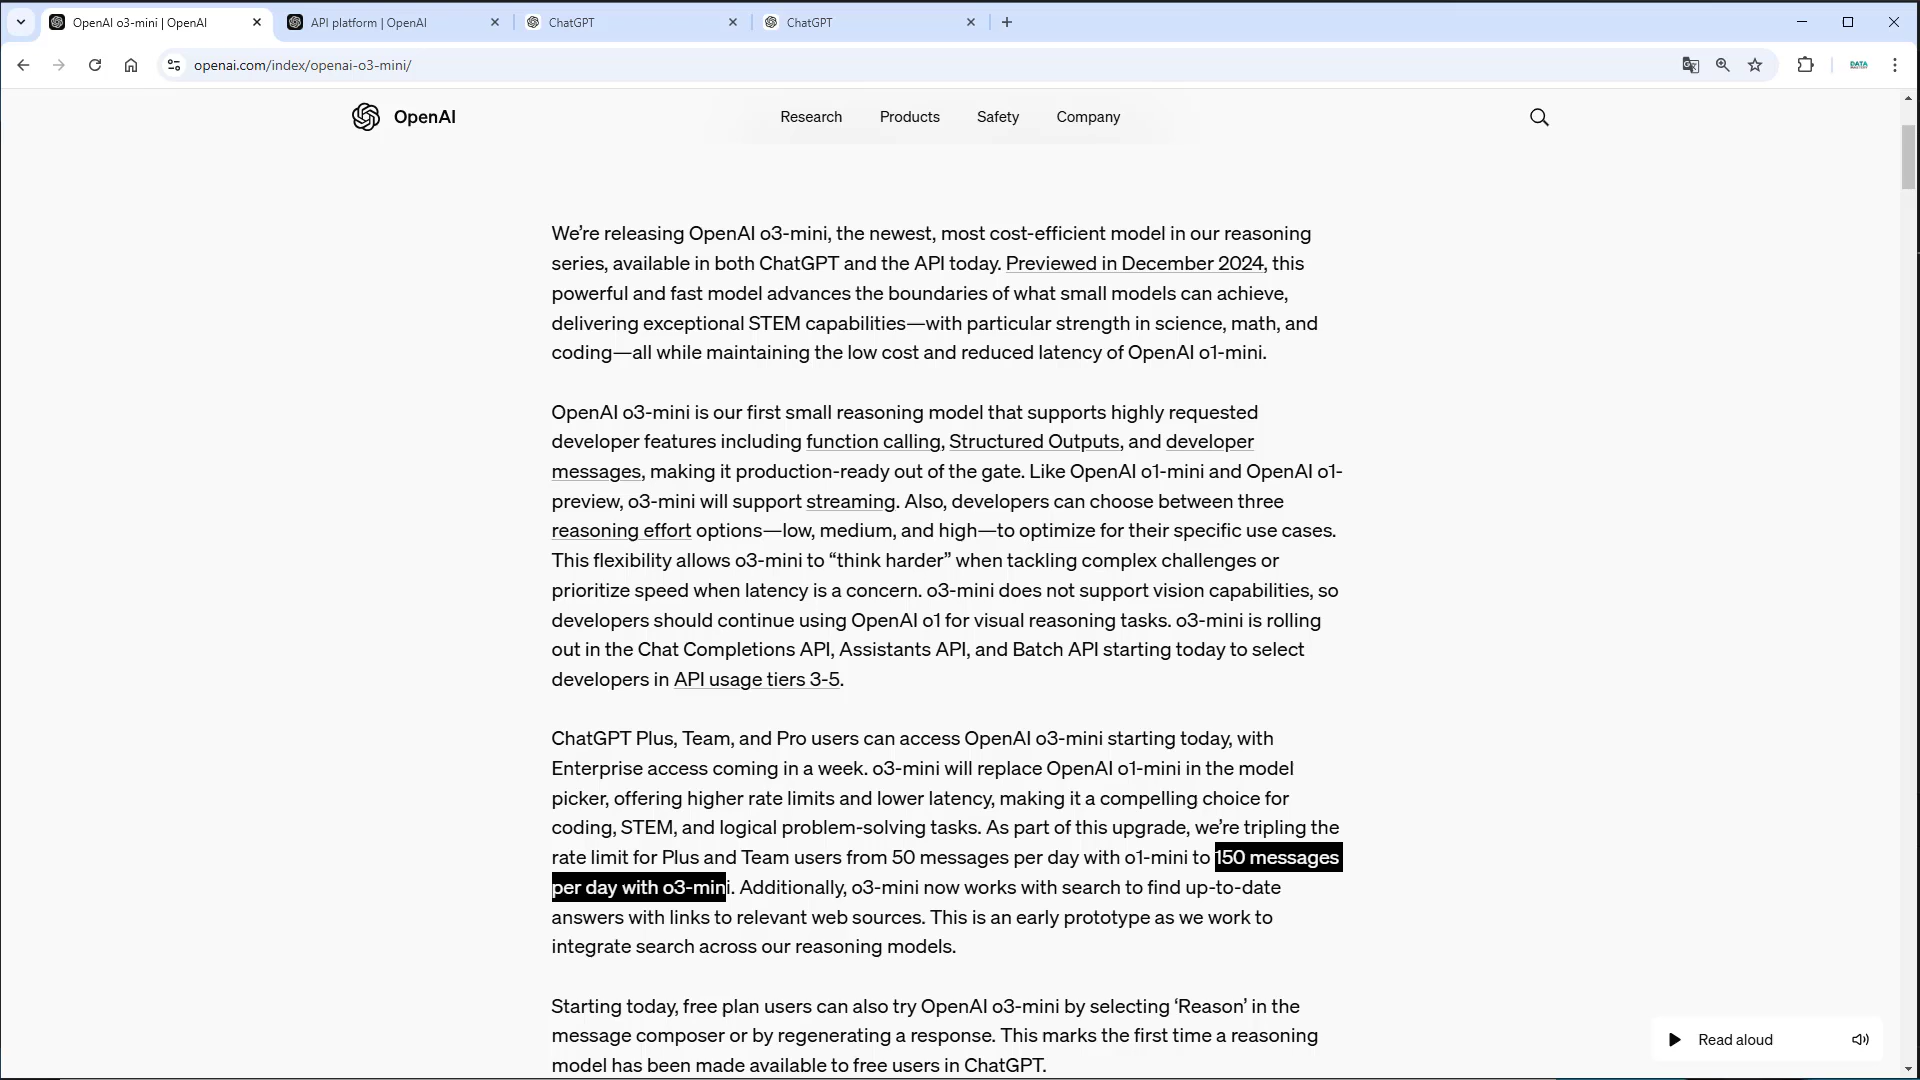 OpenAI o3-mini | OpenAI
API platform | OpenAI
ChatGPT
ChatGPT
openai.com/index/openai-o3-mini/
DATA
OpenAI
Research
Products
Safety
Company
We’re releasing OpenAI o3-mini, the newest, most cost-efficient model in our reasoning
series, available in both ChatGPT and the API today. Previewed in December 2024, this
powerful and fast model advances the boundaries of what small models can achieve,
delivering exceptional STEM capabilities—with particular strength in science, math, and
coding—all while maintaining the low cost and reduced latency of OpenAI o1-mini.
OpenAI o3-mini is our first small reasoning model that supports highly requested
developer features including function calling, Structured Outputs, and developer
messages, making it production-ready out of the gate. Like OpenAI o1-mini and OpenAI o1-
preview, o3-mini will support streaming. Also, developers can choose between three
reasoning effort options—low, medium, and high—to optimize for their specific use cases.
This flexibility allows o3-mini to “think harder” when tackling complex challenges or
prioritize speed when latency is a concern. o3-mini does not support vision capabilities, so
developers should continue using OpenAI o1 for visual reasoning tasks. o3-mini is rolling
out in the Chat Completions API, Assistants API, and Batch API starting today to select
developers in API usage tiers 3-5.
ChatGPT Plus, Team, and Pro users can access OpenAI o3-mini starting today, with
Enterprise access coming in a week. o3-mini will replace OpenAI o1-mini in the model
picker, offering higher rate limits and lower latency, making it a compelling choice for
coding, STEM, and logical problem-solving tasks. As part of this upgrade, we’re tripling the
rate limit for Plus and Team users from 50 messages per day with o1-mini to 150 messages
per day with o3-mini. Additionally, o3-mini now works with search to find up-to-date
answers with links to relevant web sources. This is an early prototype as we work to
integrate search across our reasoning models.
Starting today, free plan users can also try OpenAI o3-mini by selecting ‘Reason’ in the
message composer or by regenerating a response. This marks the first time a reasoning
model has been made available to free users in ChatGPT.
Read aloud